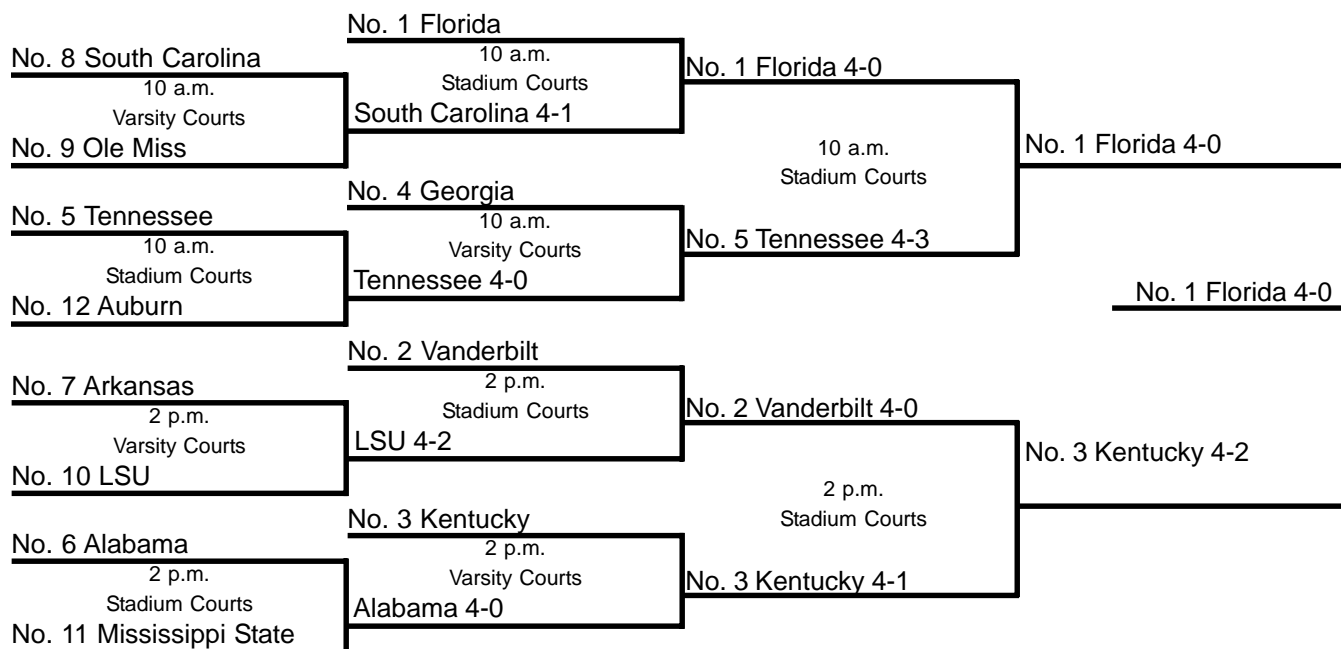 No. 8 South Carolina
10 a.m.
Varsity Courts
No. 9 Ole Miss
No. 5 Tennessee
10 a.m.
Stadium Courts
No. 12 Auburn
No. 7 Arkansas
2 p.m.
Varsity Courts
No. 10 LSU
No. 6 Alabama
2 p.m.
Stadium Courts
No. 11 Mississippi State
No. 1 Florida
10 a.m.
Stadium Courts
South Carolina 4-1
No. 4 Georgia
10 a.m.
Varsity Courts
Tennessee 4-0
No. 2 Vanderbilt
2 p.m.
Stadium Courts
LSU 4-2
No. 3 Kentucky
2 p.m.
Varsity Courts
Alabama 4-0
No. 1 Florida 4-0
10 a.m.
Stadium Courts
No. 5 Tennessee 4-3
No. 2 Vanderbilt 4-0
2 p.m.
Stadium Courts
No. 3 Kentucky 4-1
No. 1 Florida 4-0
No. 1 Florida 4-0
No. 3 Kentucky 4-2